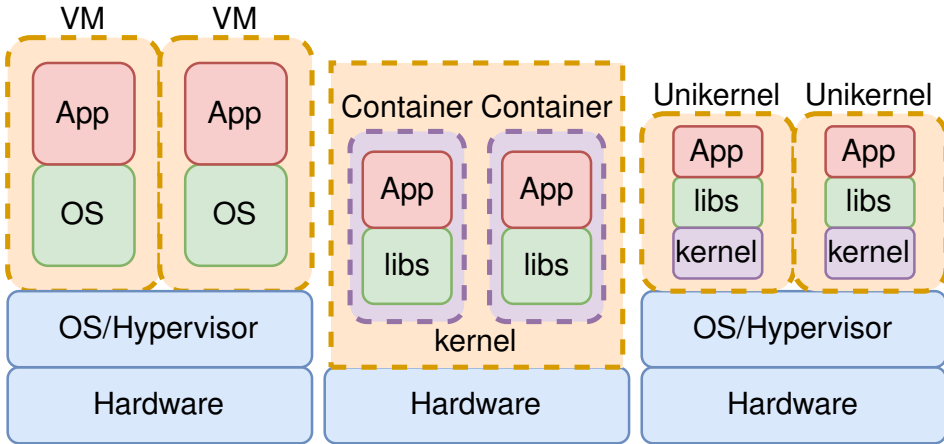 VM
VM
App
App
OS
OS
OS/Hypervisor
Hardware
Container
Container
App
App
libs
libs
kernel
Hardware
Unikernel
Unikernel
App
App
libs
libs
kernel
kernel
OS/Hypervisor
Hardware